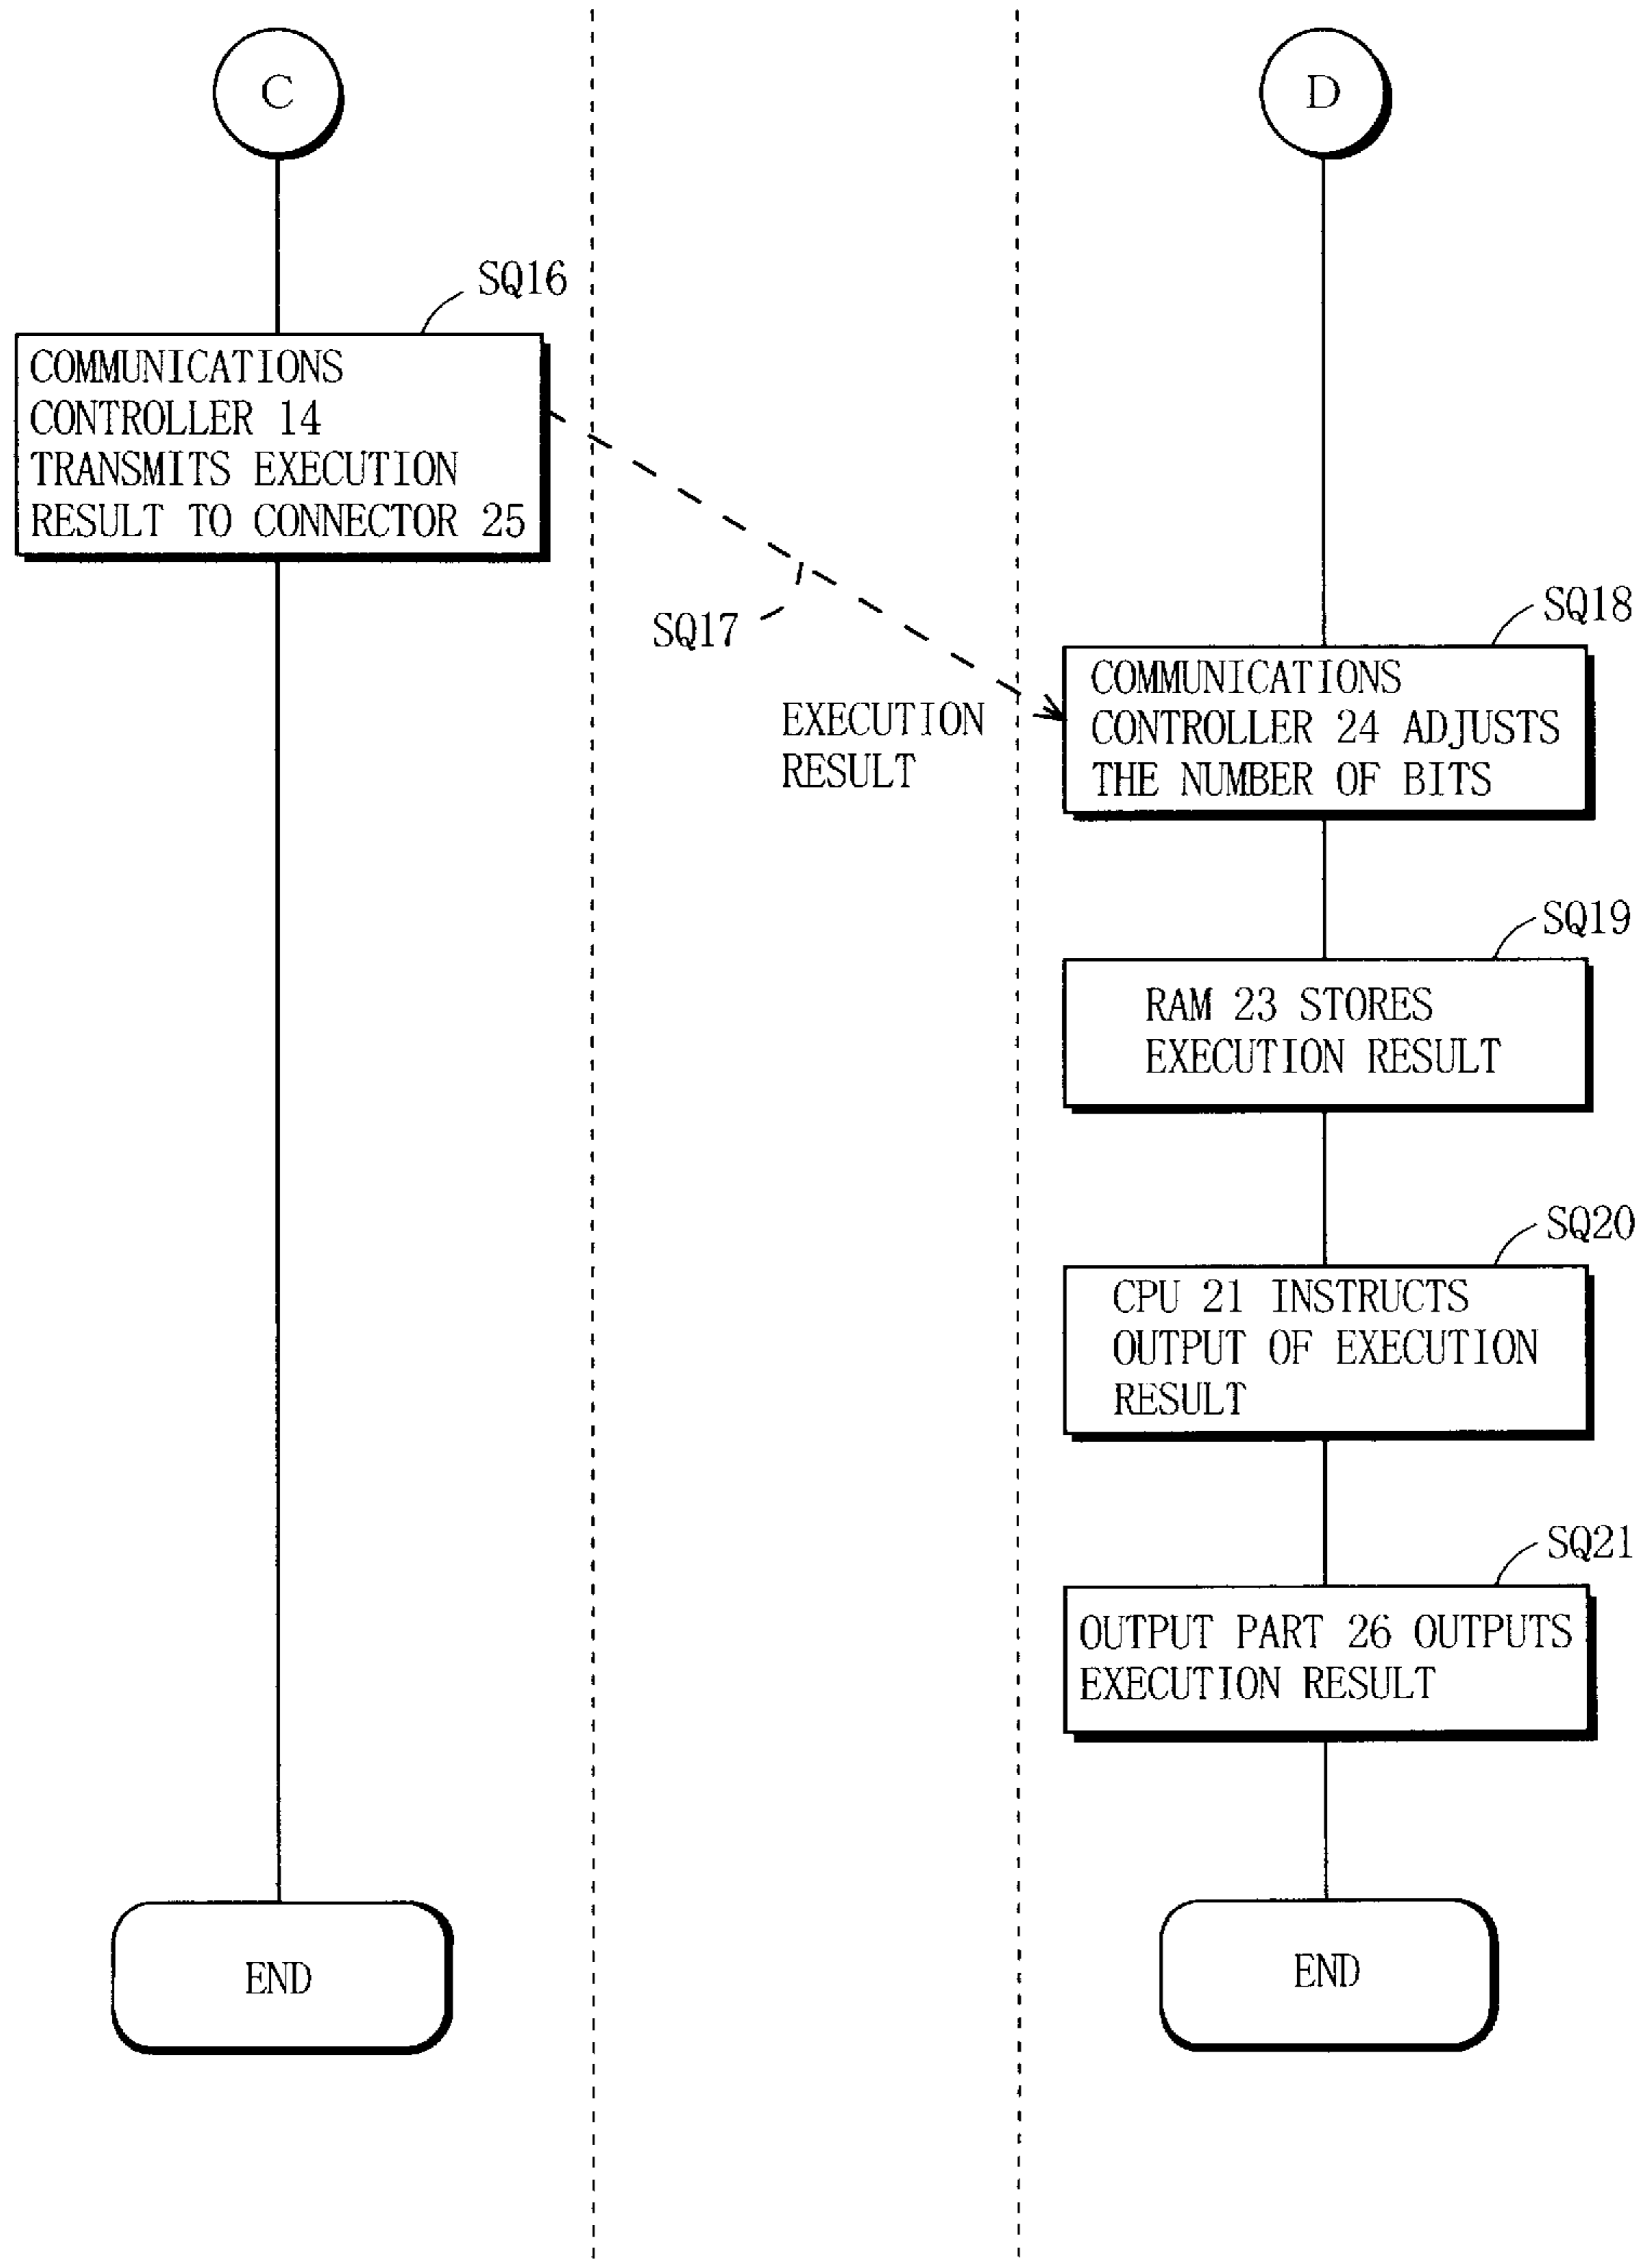 C
D
SQ16
COMMUNICATIONS
CONTROLLER 14
TRANSMITS EXECUTION
RESULT TO CONNECTOR 25
SQ17
EXECUTION
RESULT
SQ18
COMMUNICATIONS
CONTROLLER 24 ADJUSTS
THE NUMBER OF BITS
SQ19
RAM 23 STORES
EXECUTION RESULT
SQ20
CPU 21 INSTRUCTS
OUTPUT OF EXECUTION
RESULT
SQ21
OUTPUT PART 26 OUTPUTS
EXECUTION RESULT
END
END